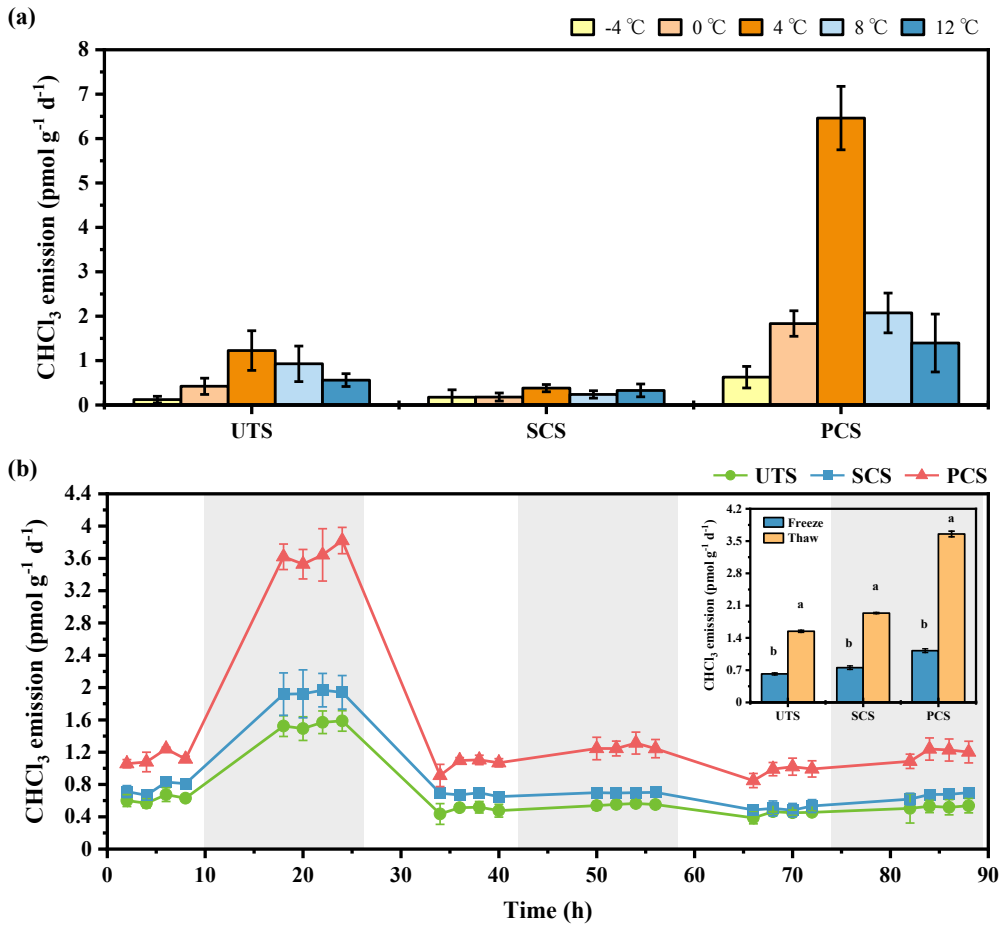 (a)
-4 ℃ 0 ℃ 4 ℃ 8 ℃ 12 ℃
CHCl₃ emission (pmol g⁻¹ d⁻¹)
8
7
6
5
4
3
2
1
0
UTS SCS PCS
(b)
UTS SCS PCS
CHCl₃ emission (pmol g⁻¹ d⁻¹)
4.4
4
3.6
3.2
2.8
2.4
2
1.6
1.2
0.8
0.4
0
0 10 20 30 40 50 60 70 80 90
Time (h)
Freeze
Thaw
CHCl₃ emission (pmol g⁻¹ d⁻¹)
4.2
3.5
2.8
2.1
1.4
0.7
0
b a b a b a
UTS SCS PCS